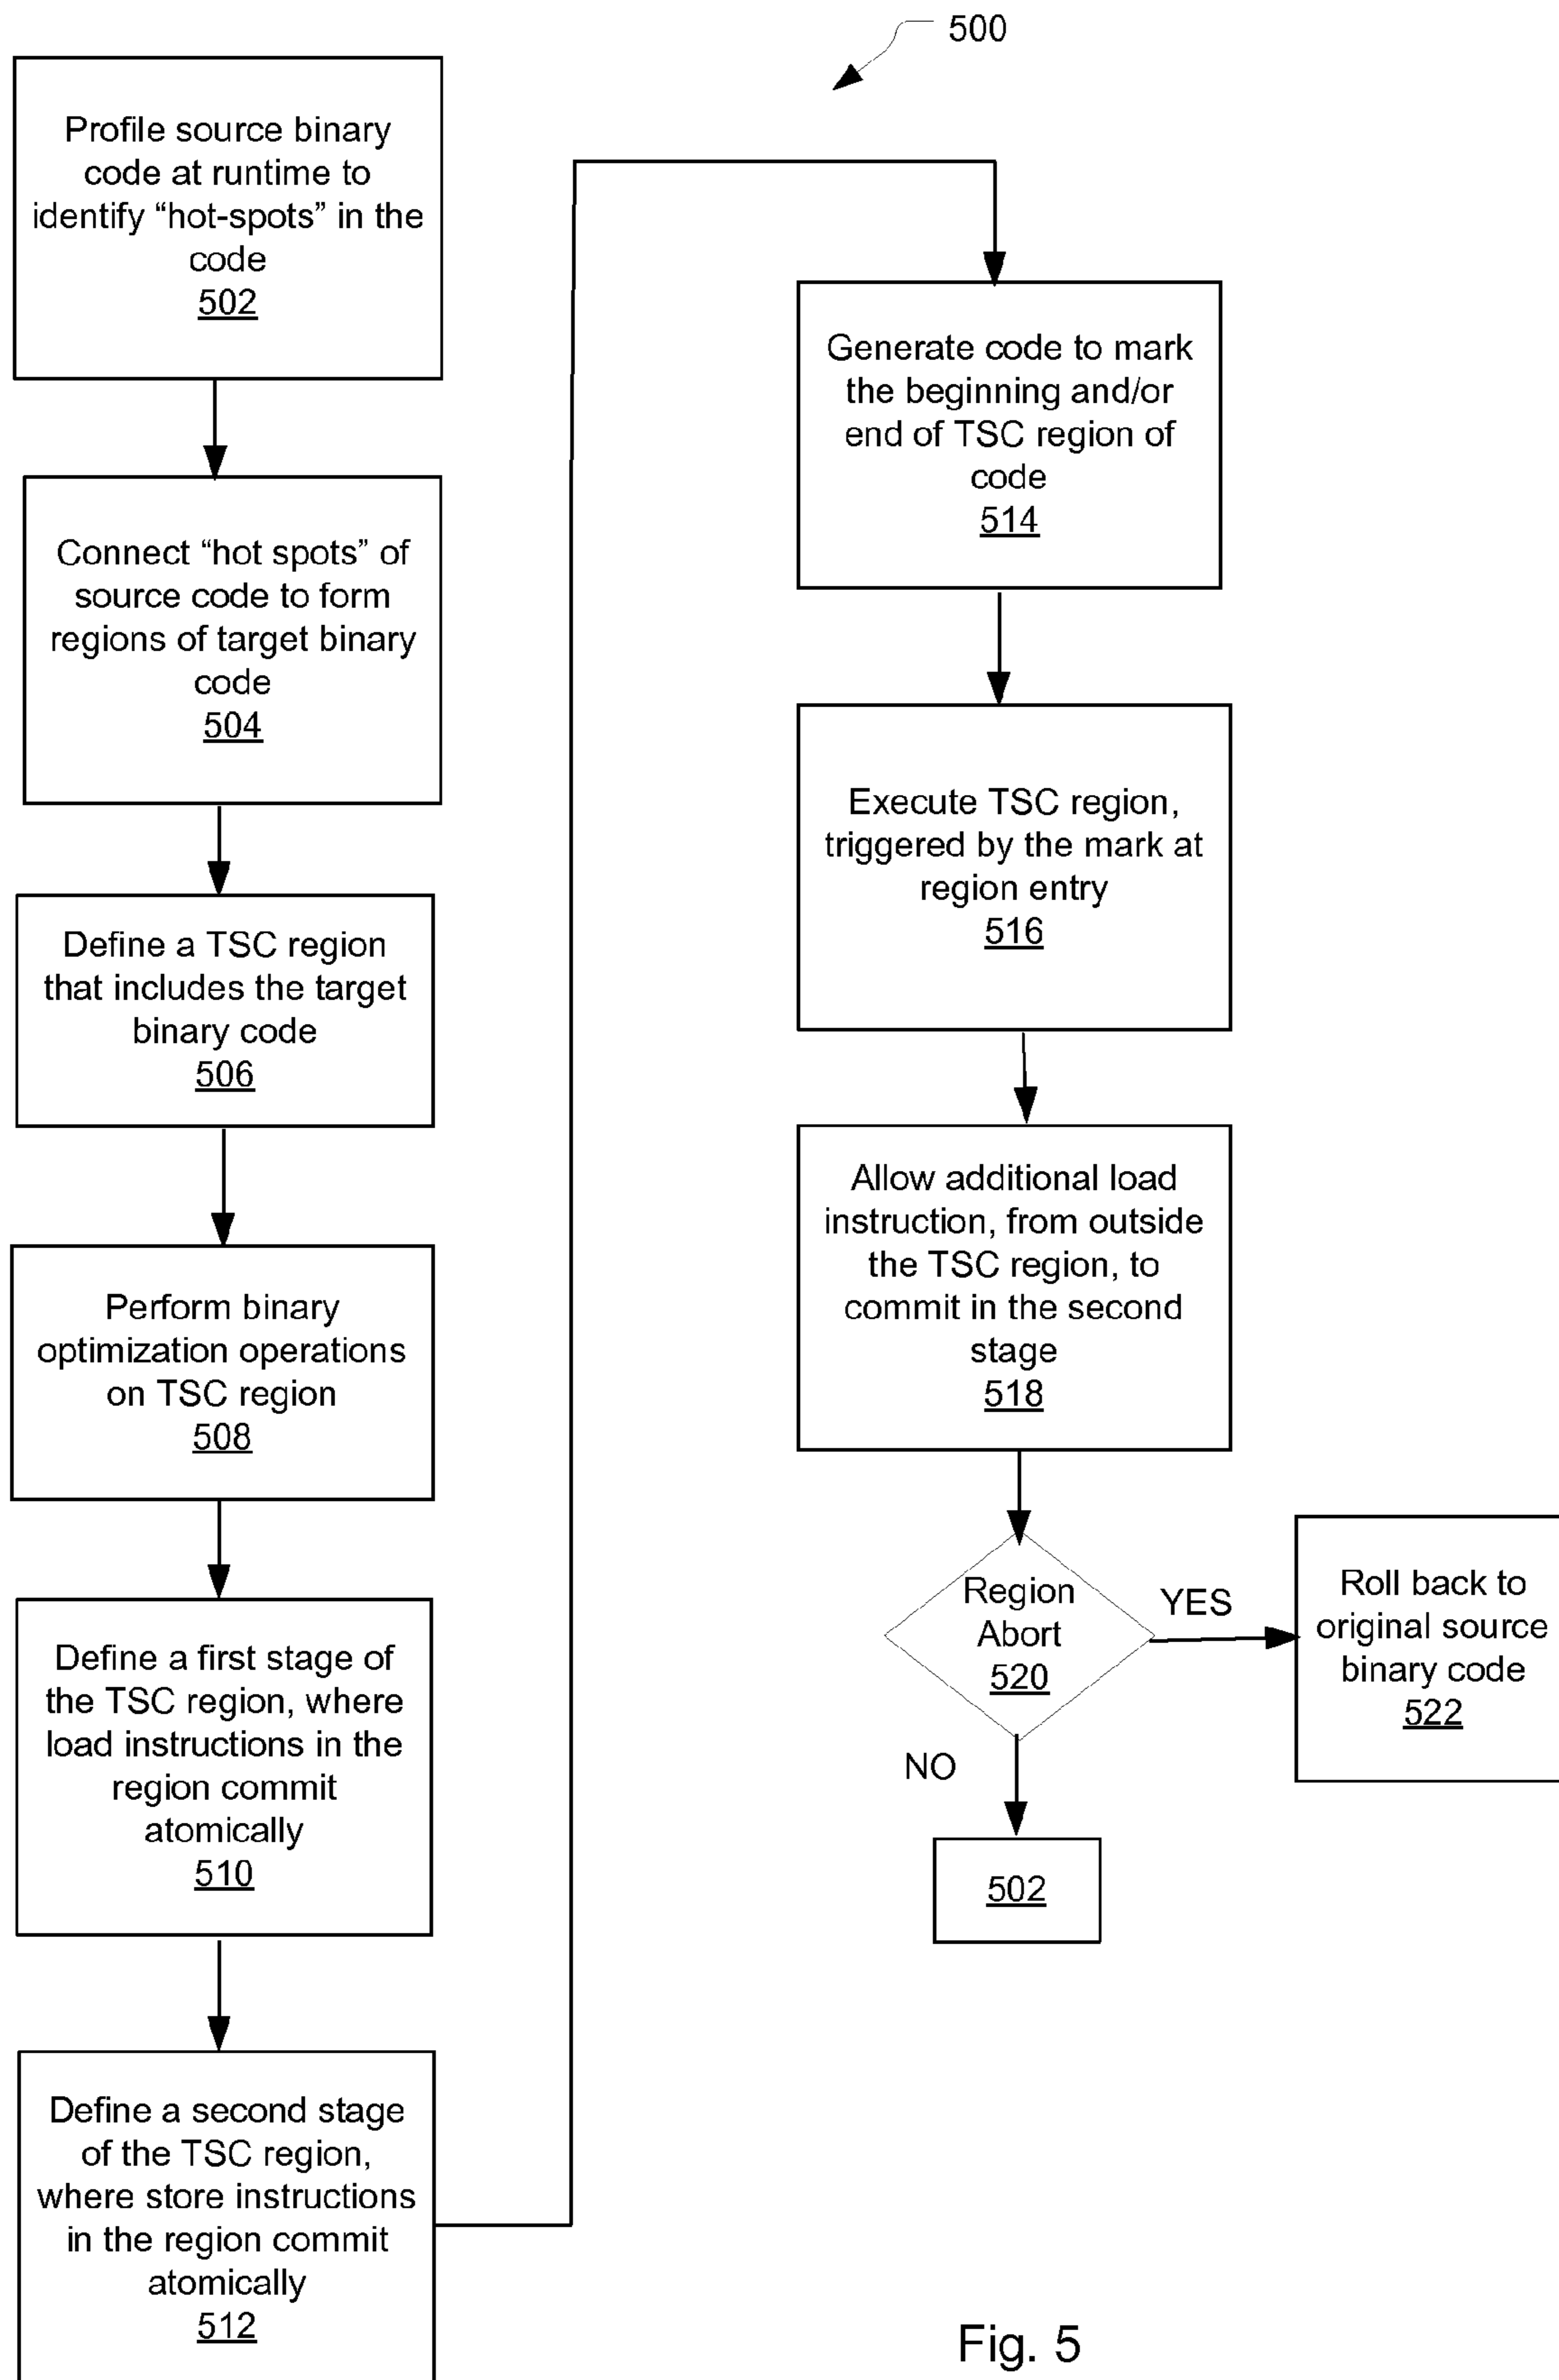 500
Profile source binary
code at runtime to
identify “hot-spots” in the
code
502
Connect “hot spots” of
source code to form
regions of target binary
code
504
Define a TSC region
that includes the target
binary code
506
Perform binary
optimization operations
on TSC region
508
Define a first stage of
the TSC region, where
load instructions in the
region commit
atomically
510
Define a second stage
of the TSC region,
where store instructions
in the region commit
atomically
512
Generate code to mark
the beginning and/or
end of TSC region of
code
514
Execute TSC region,
triggered by the mark at
region entry
516
Allow additional load
instruction, from outside
the TSC region, to
commit in the second
stage
518
Region
Abort
520
YES
Roll back to
original source
binary code
522
NO
502
Fig. 5